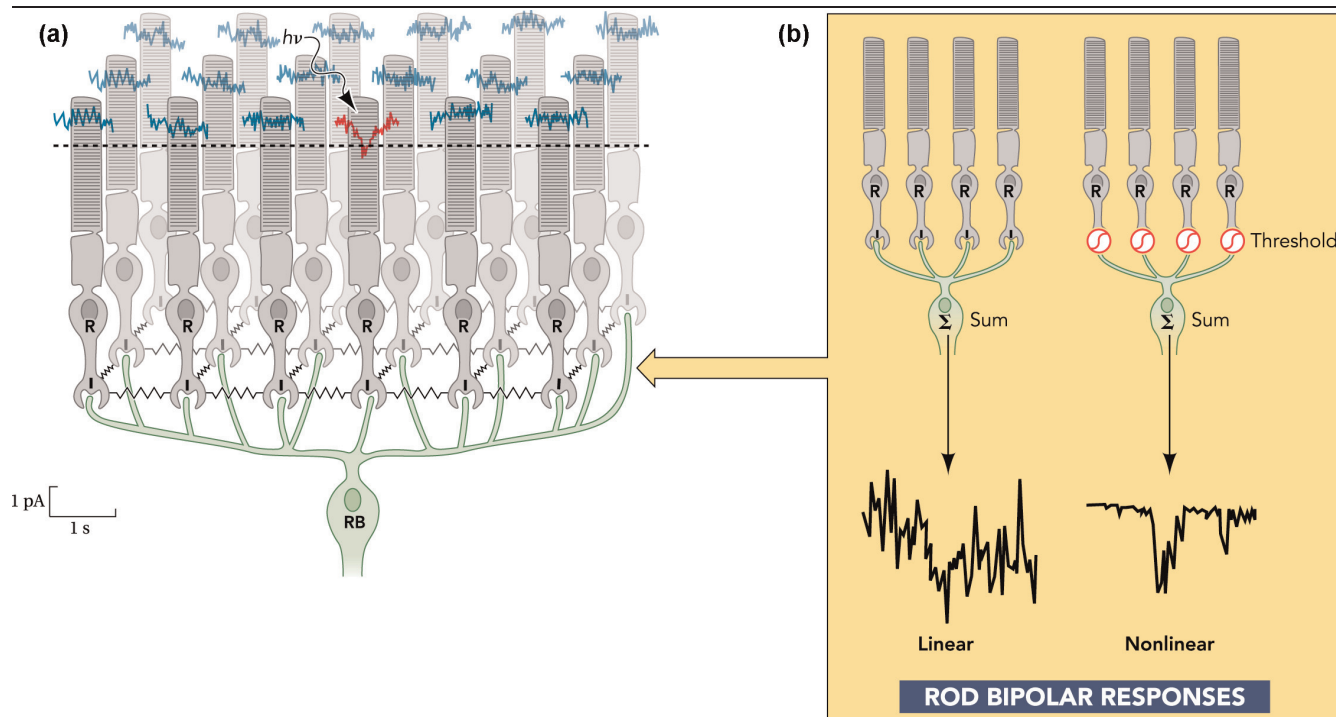 (a)
hν
R R R R R R
RB
1 pA
1 s
(b)
R R R R
R R R R
Threshold
Σ Sum
Σ Sum
Linear
Nonlinear
ROD BIPOLAR RESPONSES